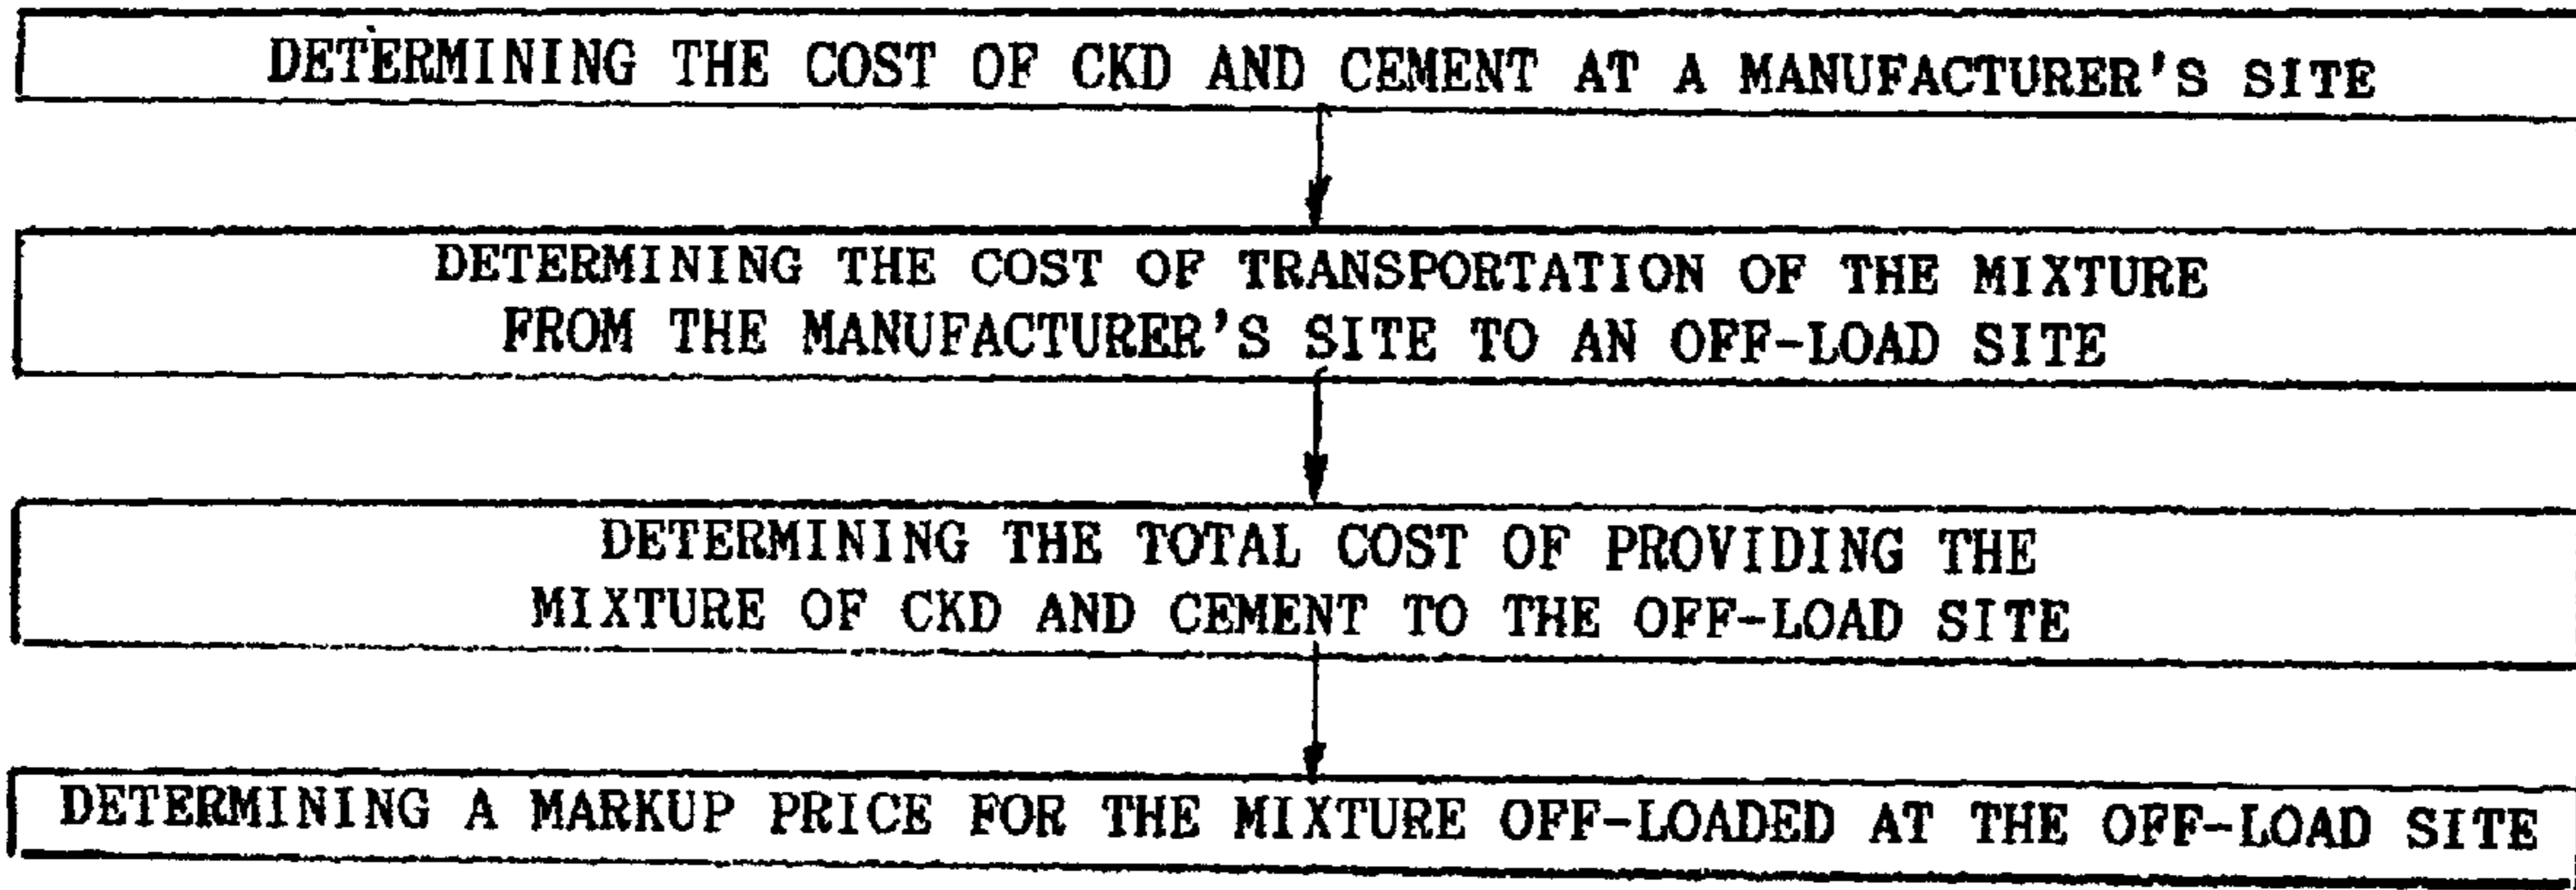 DETERMINING THE COST OF CKD AND CEMENT AT A MANUFACTURER'S SITE
DETERMINING THE COST OF TRANSPORTATION OF THE MIXTURE
FROM THE MANUFACTURER'S SITE TO AN OFF-LOAD SITE
DETERMINING THE TOTAL COST OF PROVIDING THE
MIXTURE OF CKD AND CEMENT TO THE OFF-LOAD SITE
DETERMINING A MARKUP PRICE FOR THE MIXTURE OFF-LOADED AT THE OFF-LOAD SITE